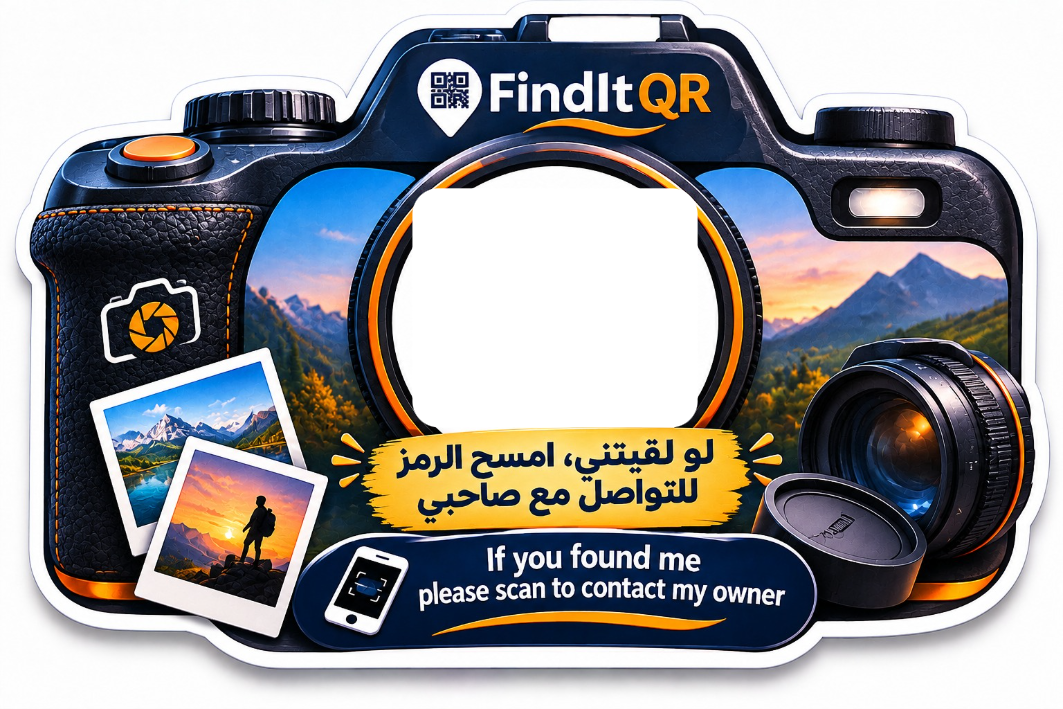 FindIt QR
لو لقيتني، امسح الرمز
للتواصل مع صاحبي
If you found me
please scan to contact my owner